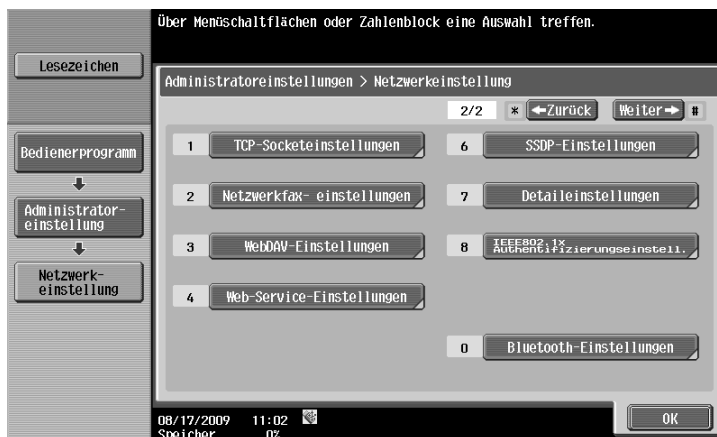 Über Menüschaltflächen oder Zahlenblock eine Auswahl treffen.
Lesezeichen
Administratoreinstellungen > Netzwerkeinstellung
2/2 * ←Zurück Weiter→ #
Bedienerprogramm
Administrator-
einstellung
Netzwerk-
einstellung
1 TCP-Socketeinstellungen
2 Netzwerkfax- einstellungen
3 WebDAV-Einstellungen
4 Web-Service-Einstellungen
6 SSDP-Einstellungen
7 Detaileinstellungen
8 IEEE802.1x
Authentifizierungseinstell.
0 Bluetooth-Einstellungen
08/17/2009 11:02
Speicher 0%
OK